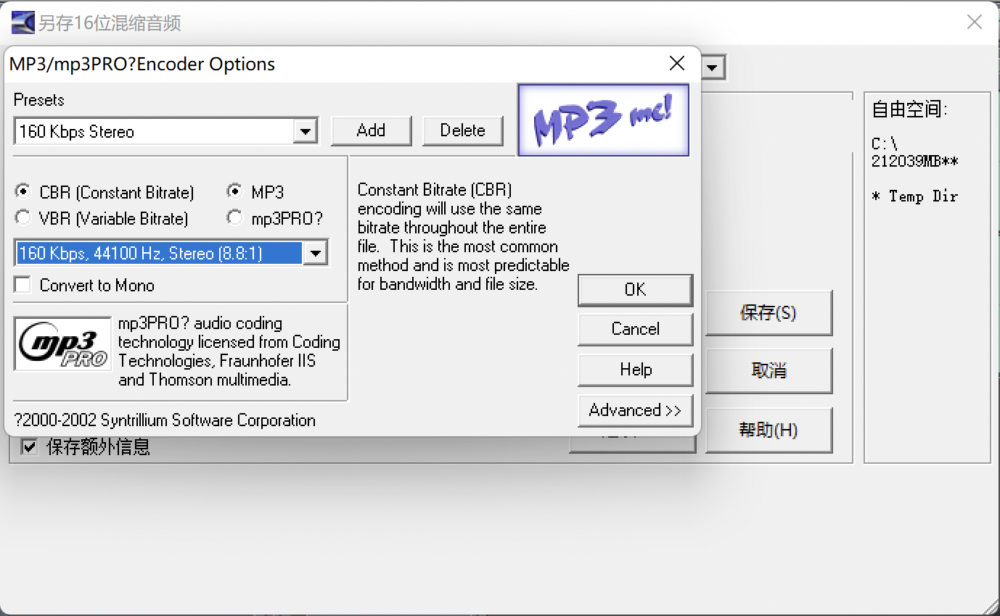 另存16位混缩音频
MP3/mp3PRO?Encoder Options
Presets
160 Kbps Stereo
Add
Delete
MP3 me!
CBR (Constant Bitrate)
MP3
VBR (Variable Bitrate)
mp3PRO?
160 Kbps, 44100 Hz, Stereo (8.8:1)
Convert to Mono
Constant Bitrate (CBR)
encoding will use the same
bitrate throughout the entire
file.  This is the most common
method and is most predictable
for bandwidth and file size.
mp3
PRO
mp3PRO? audio coding
technology licensed from Coding
Technologies, Fraunhofer IIS
and Thomson multimedia.
?2000-2002 Syntrillium Software Corporation
OK
Cancel
Help
Advanced >>
保存额外信息
保存(S)
取消
帮助(H)
自由空间:
C:\
212039MB**
* Temp Dir